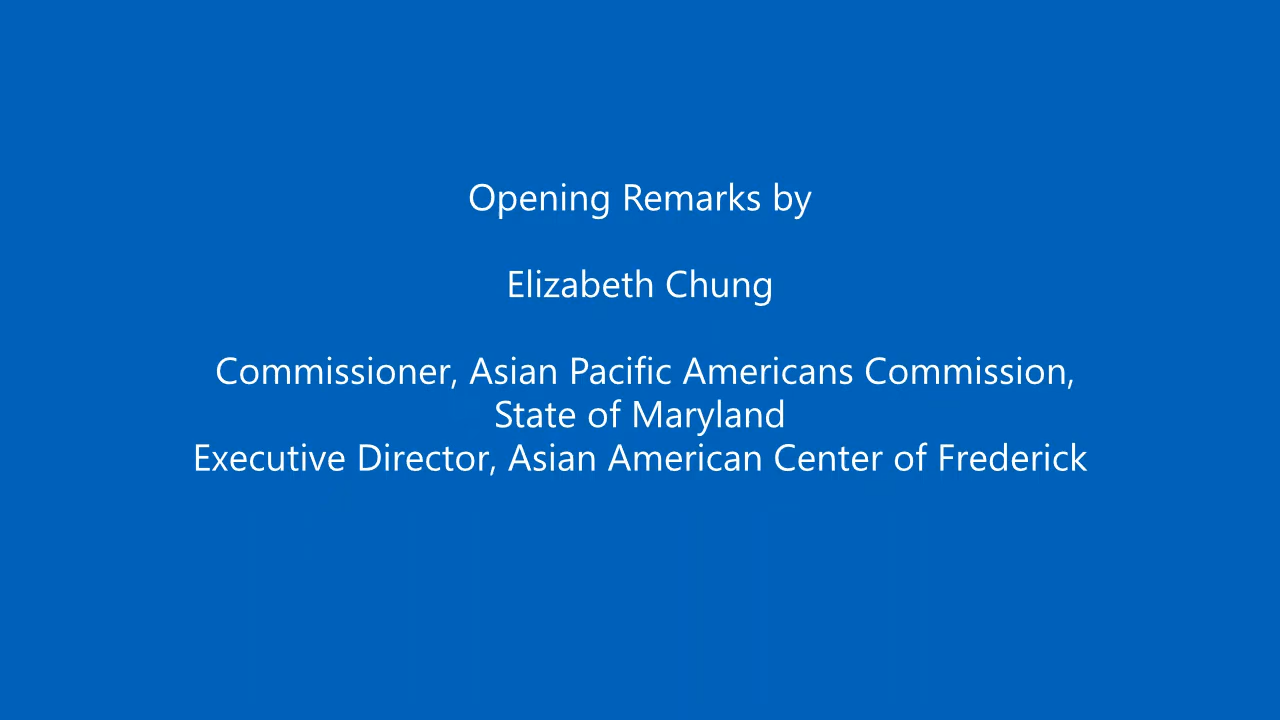 Opening Remarks by
Elizabeth Chung
Commissioner, Asian Pacific Americans Commission,
State of Maryland
Executive Director, Asian American Center of Frederick